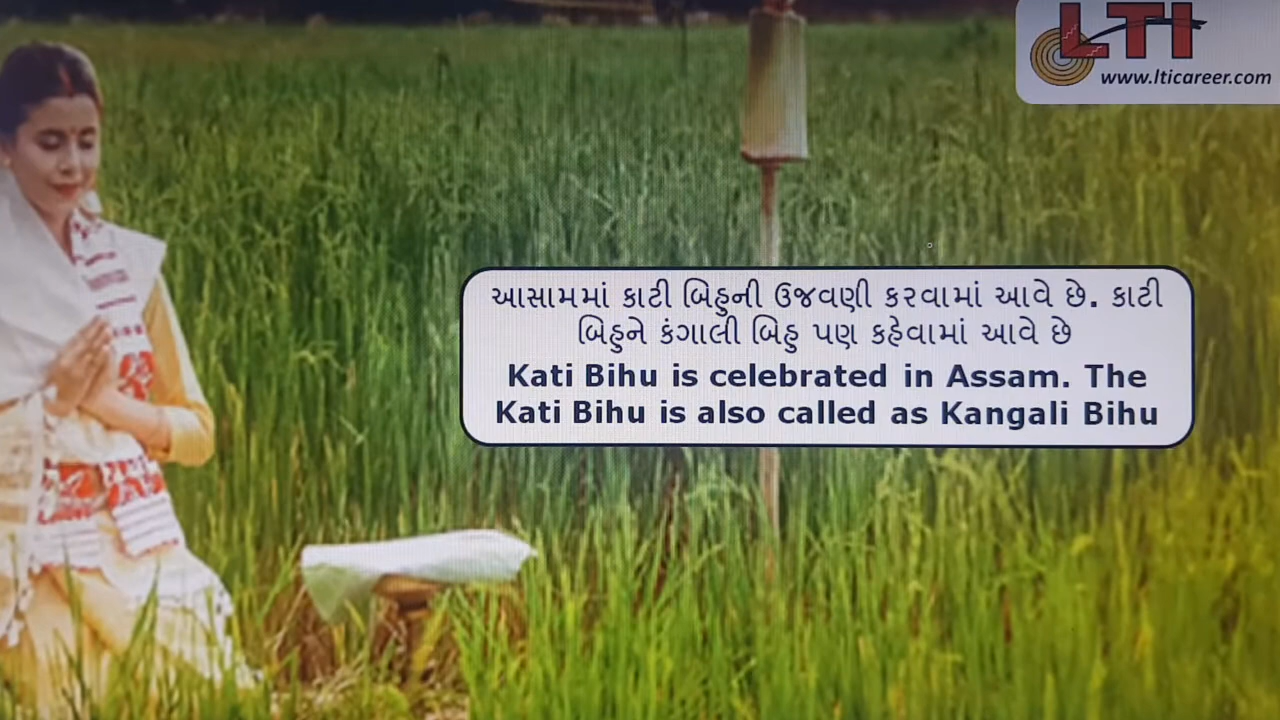 LTI
www.lticareer.com
આસામમાં કાટી બિહુની ઉજવણી કરવામાં આવે છે. કાટી
બિહુને કંગાલી બિહુ પણ કહેવામાં આવે છે
Kati Bihu is celebrated in Assam. The
Kati Bihu is also called as Kangali Bihu